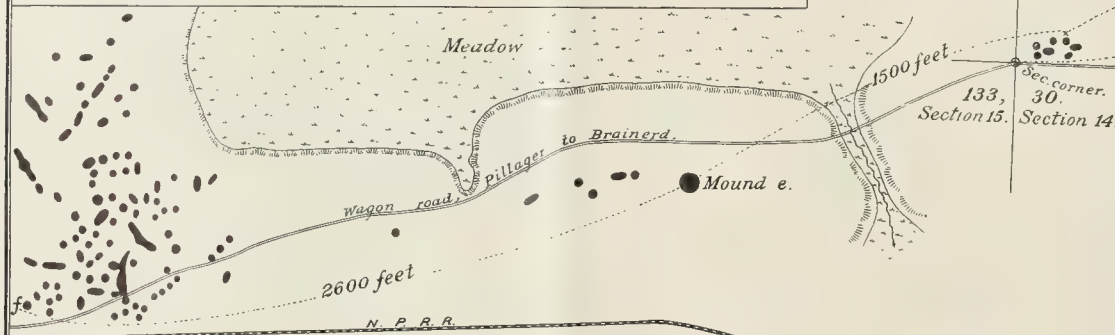 Meadow
1500 feet
Sec. corner.
133, 30.
Section 15. Section 14
Wagon road, Pillager to Brainerd.
Mound e.
2600 feet
f.
N. P. R. R.